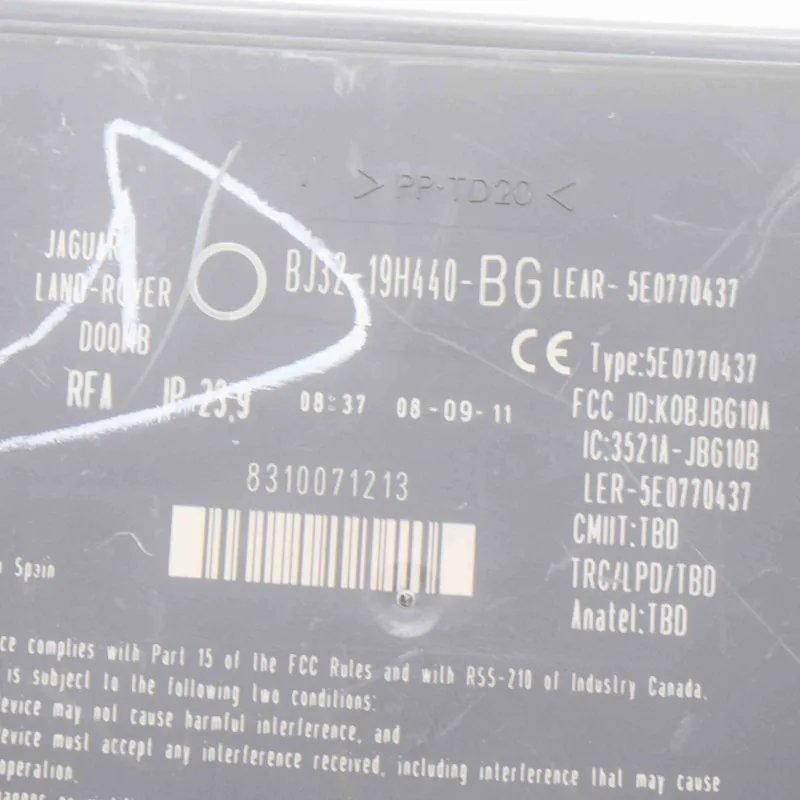 >PP-TD20<
JAGUAR
LAND-ROVER
BJ32-19H440-BG LEAR- 5E0770437
CE Type:5E0770437
RFA 08:37 08-09-11
FCC ID:KOBJBG10A
IC:3521A-JBG10B
LER-5E0770437
8310071213
CMIIT:TBD
TRC/LPD/TBD
Anatel:TBD
Spain
ce complies with Part 15 of the FCC Rules and with RSS-210 of Industry Canada.
is subject to the following two conditions:
evice may not cause harmful interference, and
evice must accept any interference received, including interference that may cause
operation.